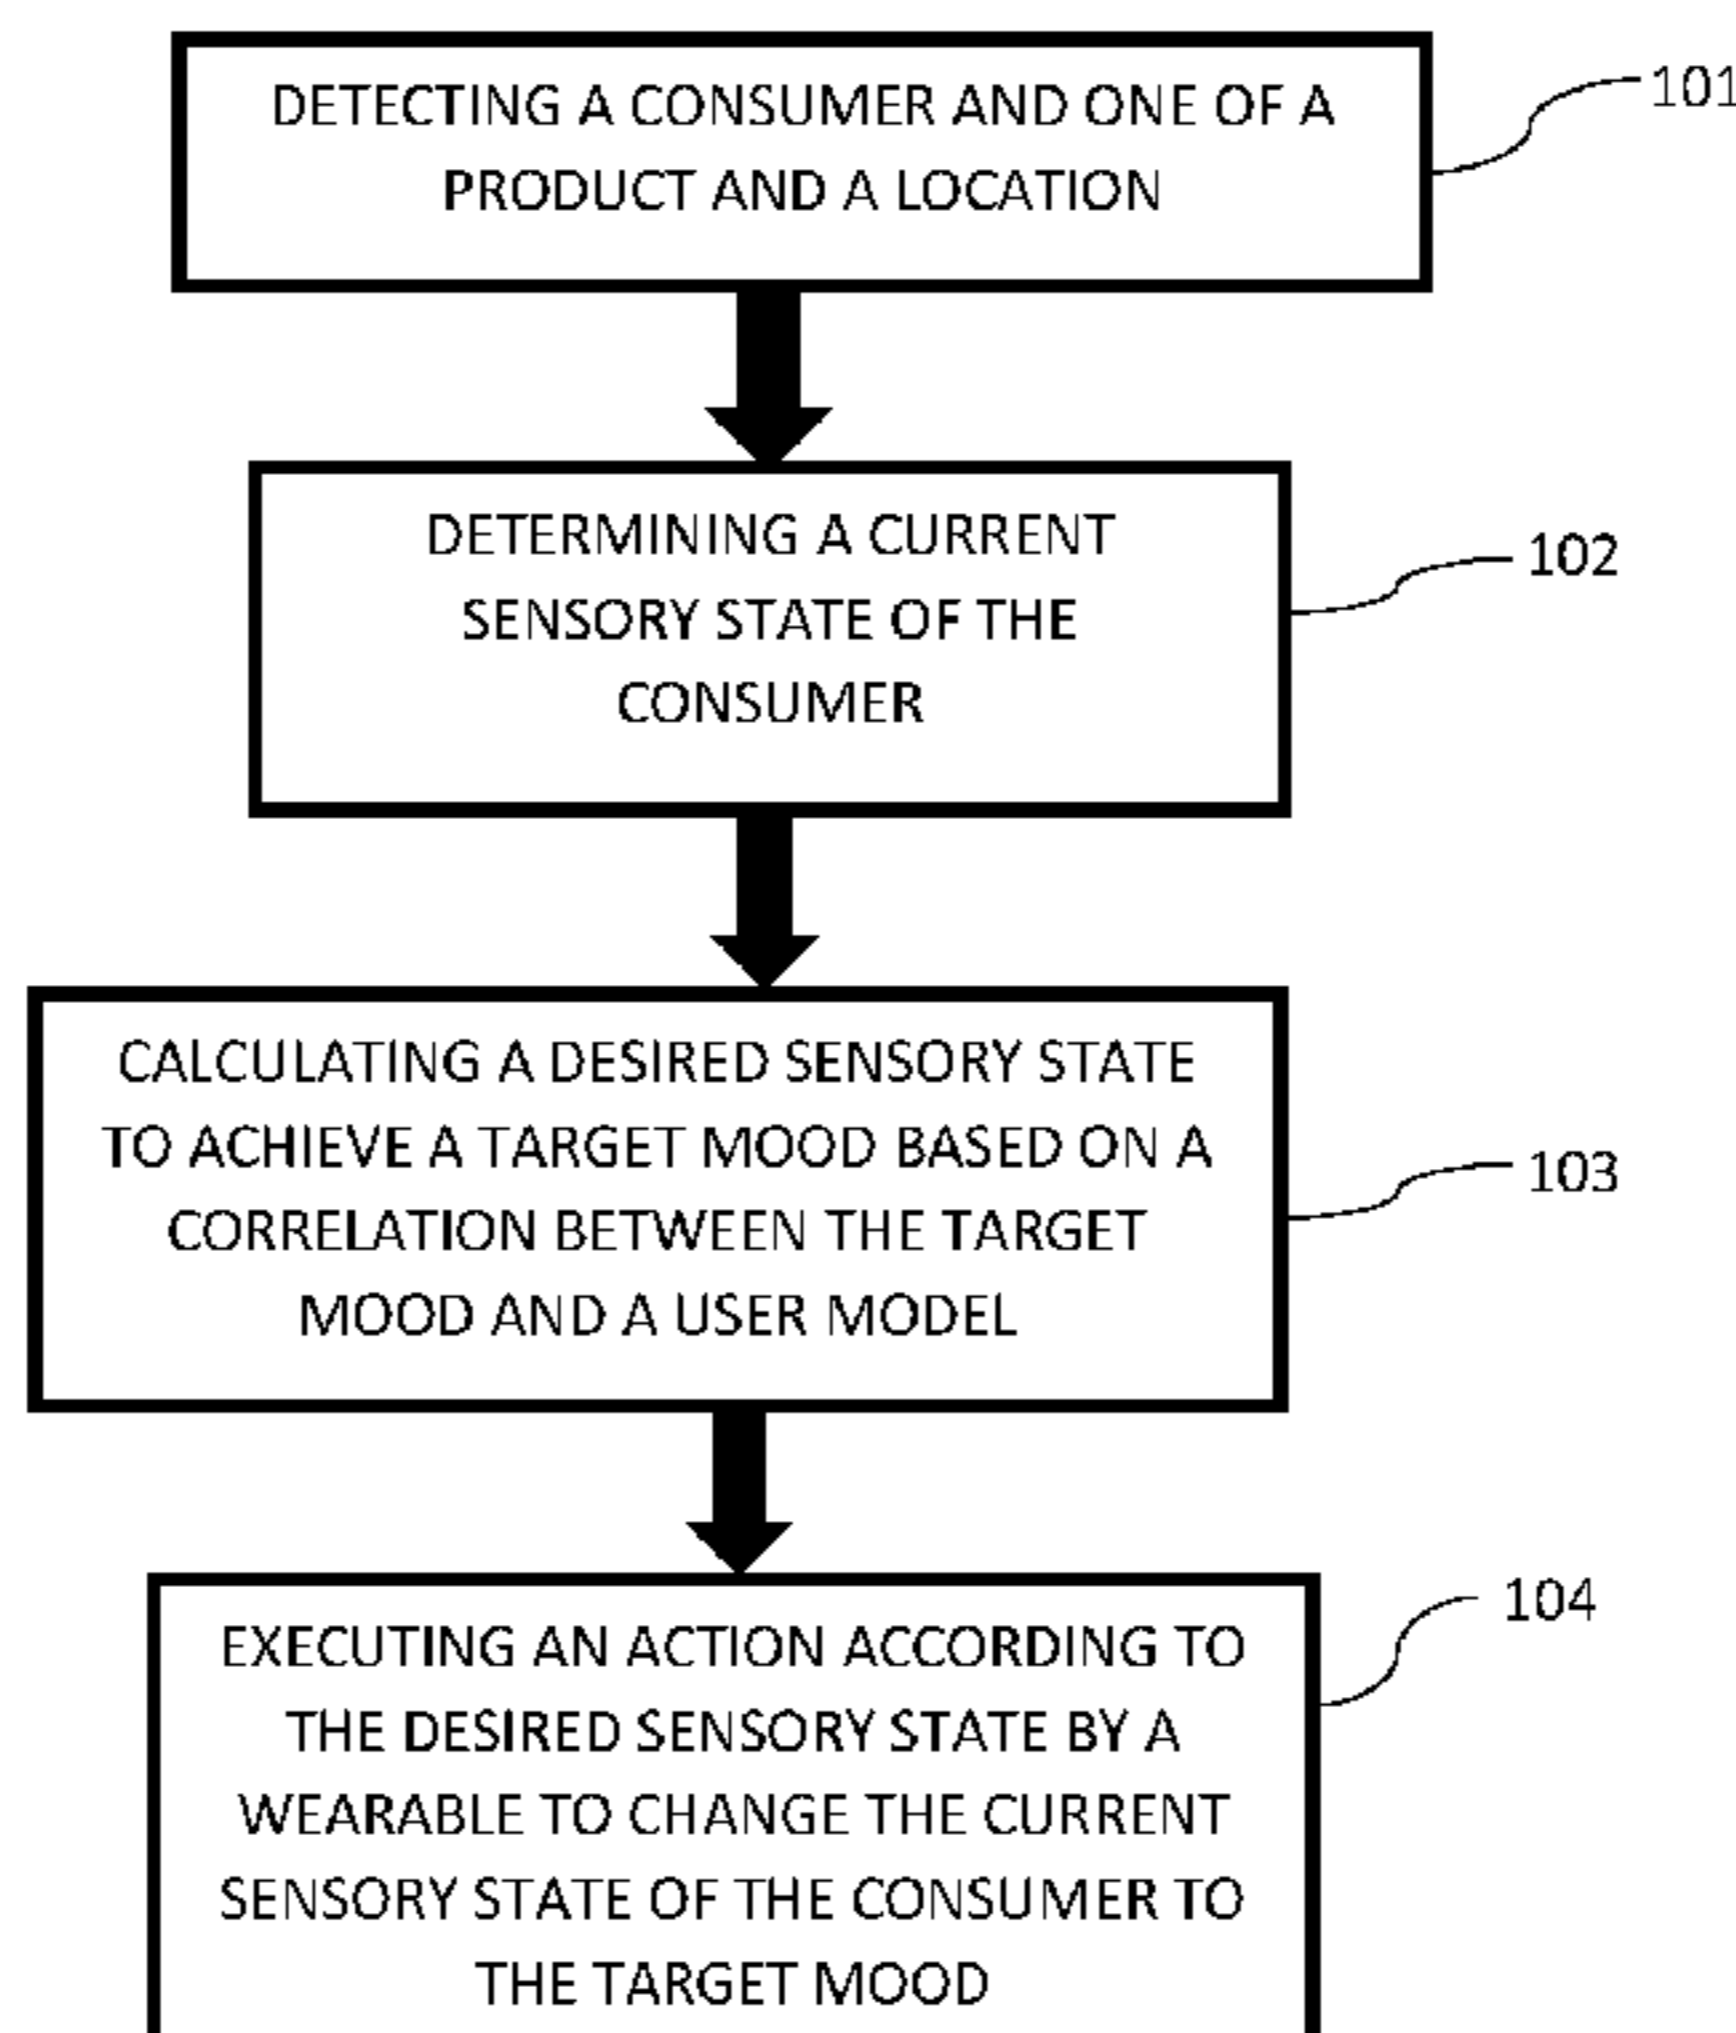 DETECTING A CONSUMER AND ONE OF A
PRODUCT AND A LOCATION
101
DETERMINING A CURRENT
SENSORY STATE OF THE
CONSUMER
102
CALCULATING A DESIRED SENSORY STATE
TO ACHIEVE A TARGET MOOD BASED ON A
CORRELATION BETWEEN THE TARGET
MOOD AND A USER MODEL
103
EXECUTING AN ACTION ACCORDING TO
THE DESIRED SENSORY STATE BY A
WEARABLE TO CHANGE THE CURRENT
SENSORY STATE OF THE CONSUMER TO
THE TARGET MOOD
104